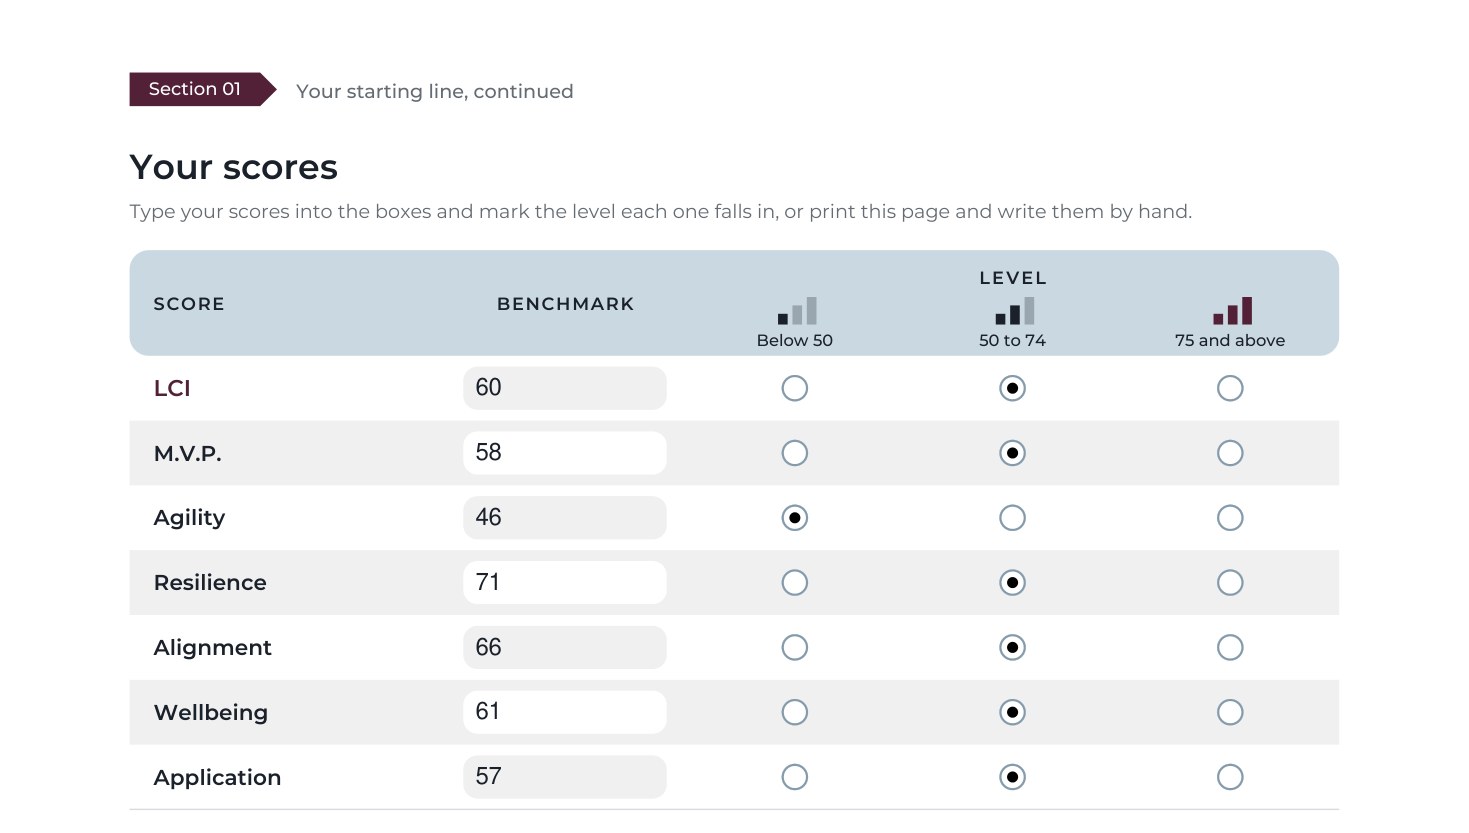 Section 01
Your starting line, continued
Your scores
Type your scores into the boxes and mark the level each one falls in, or print this page and write them by hand.
SCORE BENCHMARK LEVEL
Below 50 50 to 74 75 and above
LCI 60
M.V.P. 58
Agility 46
Resilience 71
Alignment 66
Wellbeing 61
Application 57